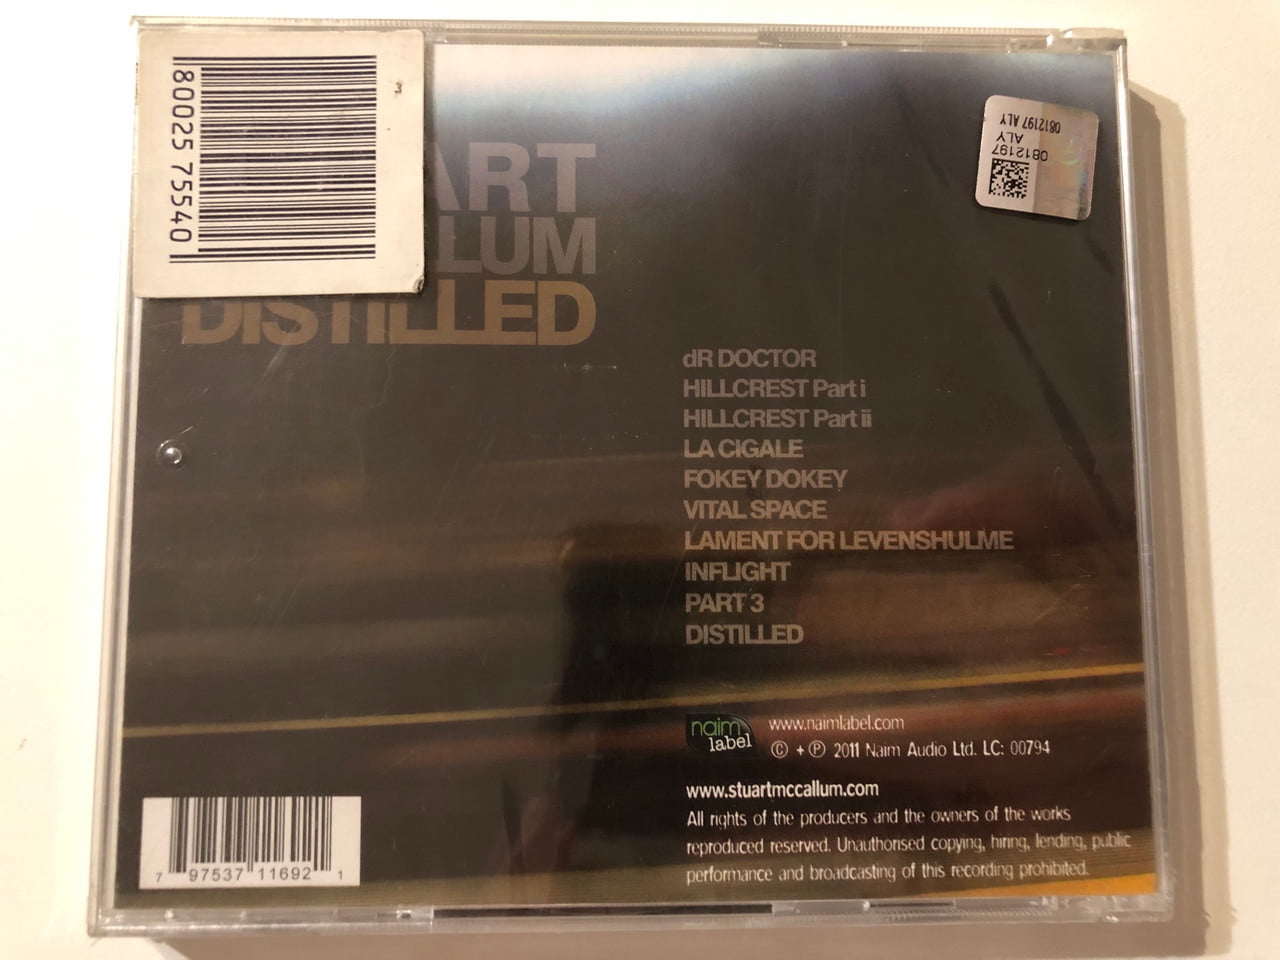 80025 75540
3
0812197 ALY
ALY
0812197
ART
LUM
DISTILLED
dR DOCTOR
HILLCREST Part i
HILLCREST Part ii
LA CIGALE
FOKEY DOKEY
VITAL SPACE
LAMENT FOR LEVENSHULME
INFLIGHT
PART 3
DISTILLED
naim label
www.naimlabel.com
© + ℗ 2011 Naim Audio Ltd. LC: 00794
www.stuartmccallum.com
All rights of the producers and the owners of the works
reproduced reserved. Unauthorised copying, hiring, lending, public
performance and broadcasting of this recording prohibited.
7 97537 11692 1